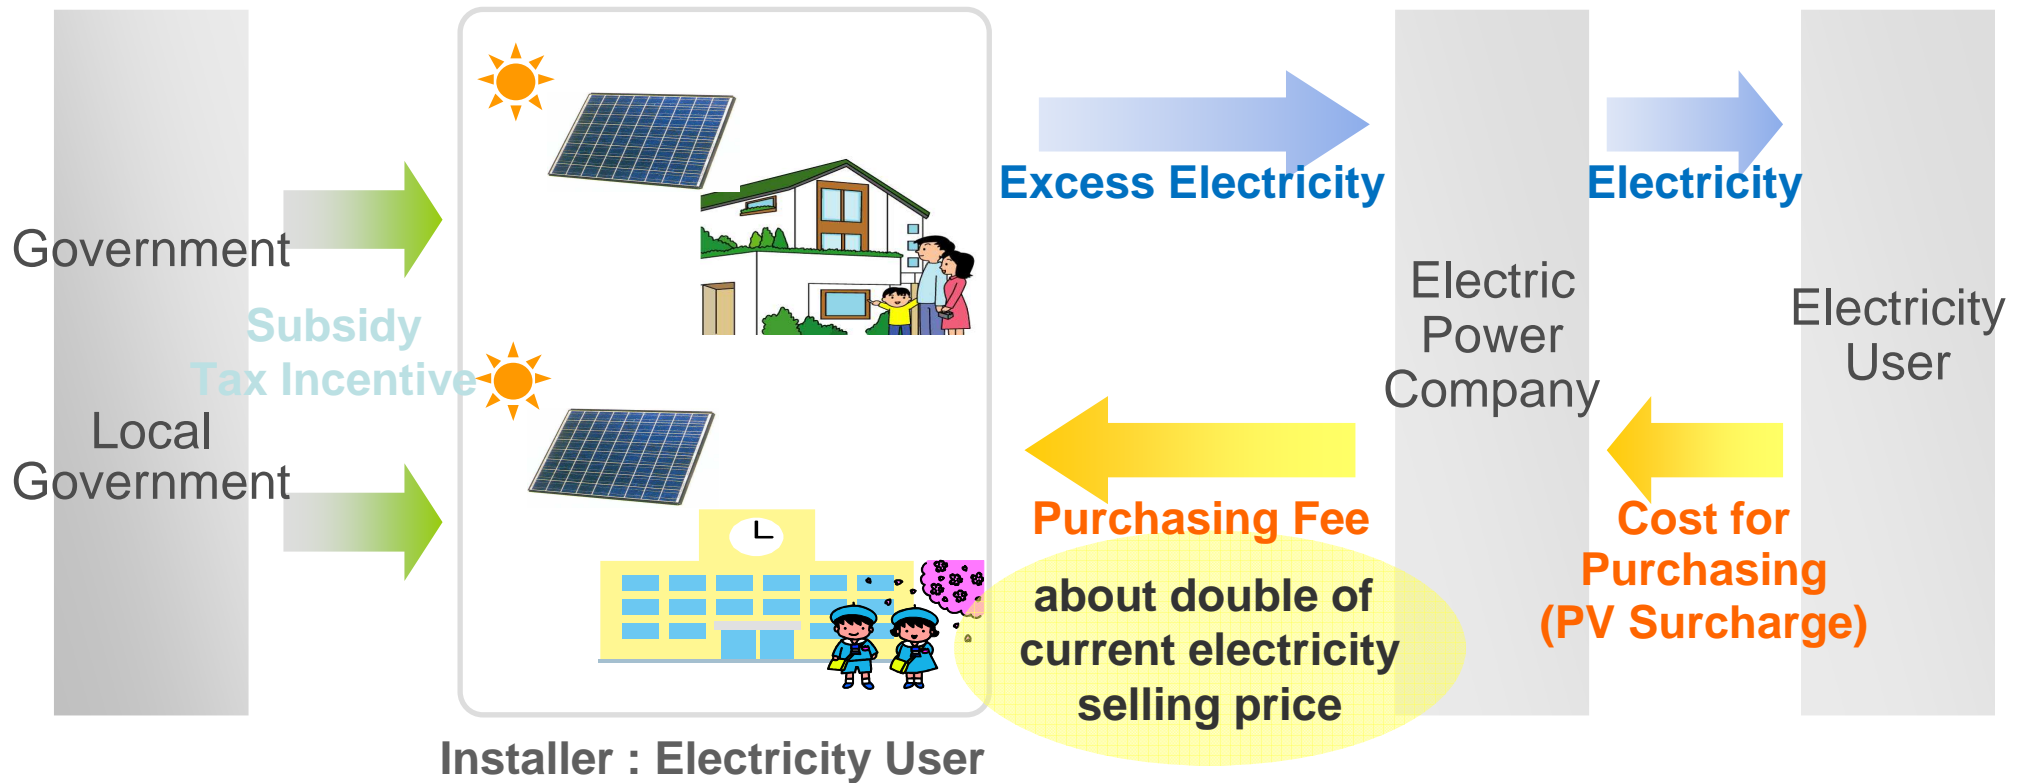 Government
Local
Government
Subsidy
Tax Incentive
Installer : Electricity User
Excess Electricity
Purchasing Fee
about double of
current electricity
selling price
Electric
Power
Company
Electricity
Cost for
Purchasing
(PV Surcharge)
Electricity
User